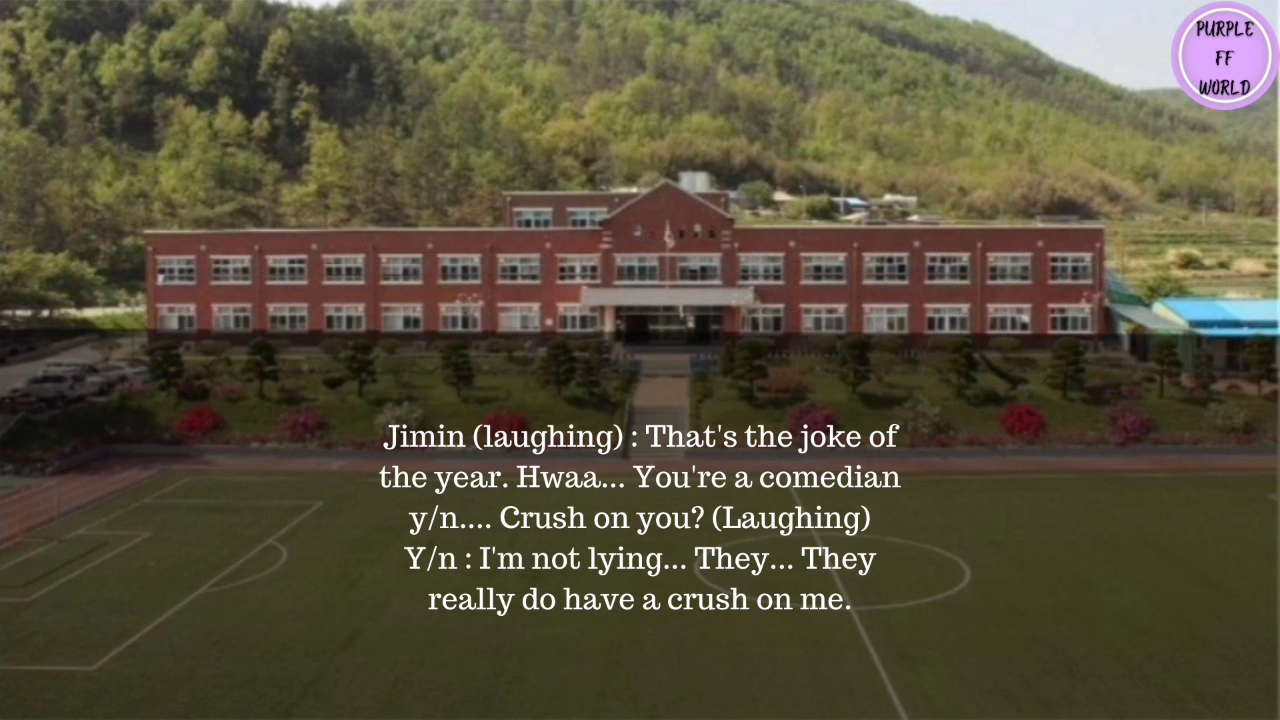 PURPLE
FF
WORLD
Jimin (laughing) : That's the joke of
the year. Hwaa... You're a comedian
y/n.... Crush on you? (Laughing)
Y/n : I'm not lying... They... They
really do have a crush on me.